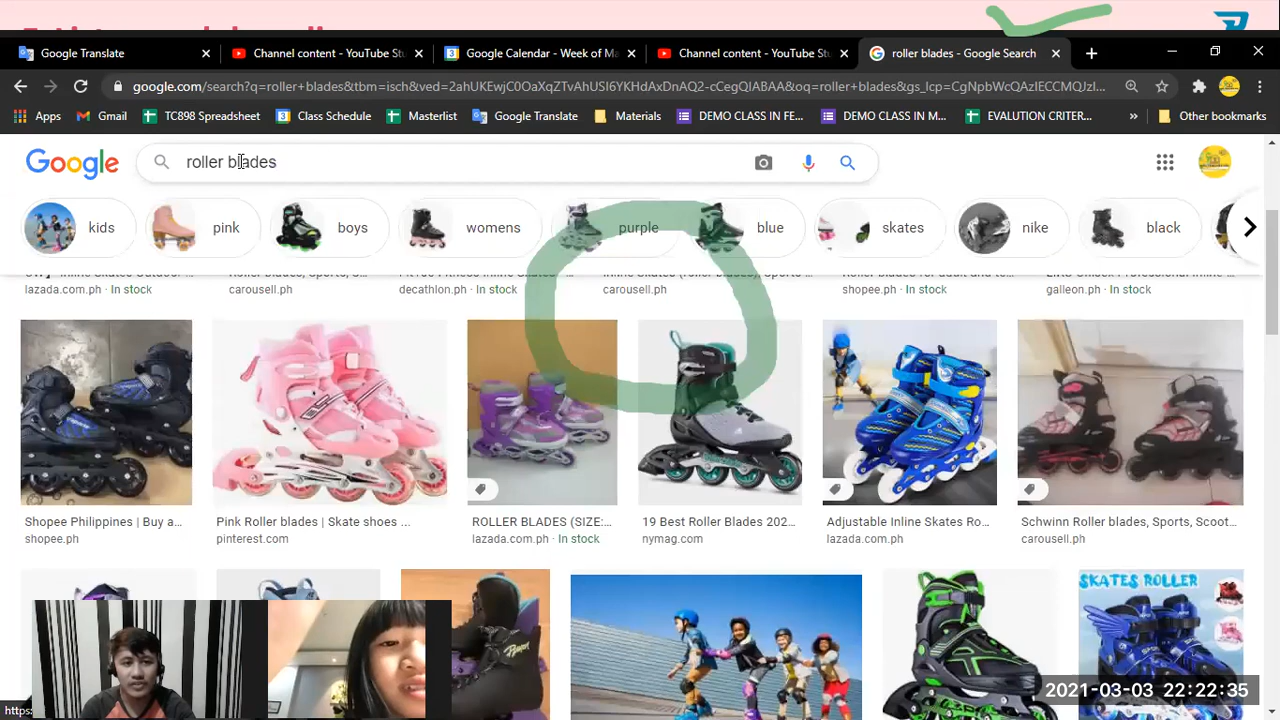 Google Translate
Channel content - YouTube Stu
Google Calendar - Week of Ma
Channel content - YouTube Stu
roller blades - Google Search
google.com/search?q=roller+blades&tbm=isch&ved=2ahUKEwjC0OaXqZTvAhUSI6YKHdAxDnAQ2-cCegQIABAA&oq=roller+blades&gs_lcp=CgNpbWcQAzIECCMQJzI...
Apps
Gmail
TC898 Spreadsheet
Class Schedule
Masterlist
Google Translate
Materials
DEMO CLASS IN FE...
DEMO CLASS IN M...
EVALUTION CRITER...
Other bookmarks
Google
roller blades
kids
pink
boys
womens
purple
blue
skates
nike
black
lazada.com.ph · In stock
carousell.ph
decathlon.ph · In stock
carousell.ph
shopee.ph · In stock
galleon.ph · In stock
Shopee Philippines | Buy a...
shopee.ph
Pink Roller blades | Skate shoes ...
pinterest.com
ROLLER BLADES (SIZE:...
lazada.com.ph · In stock
19 Best Roller Blades 202...
nymag.com
Adjustable Inline Skates Ro...
lazada.com.ph
Schwinn Roller blades, Sports, Scoot...
carousell.ph
SKATES ROLLER
https:
2021-03-03 22:22:35